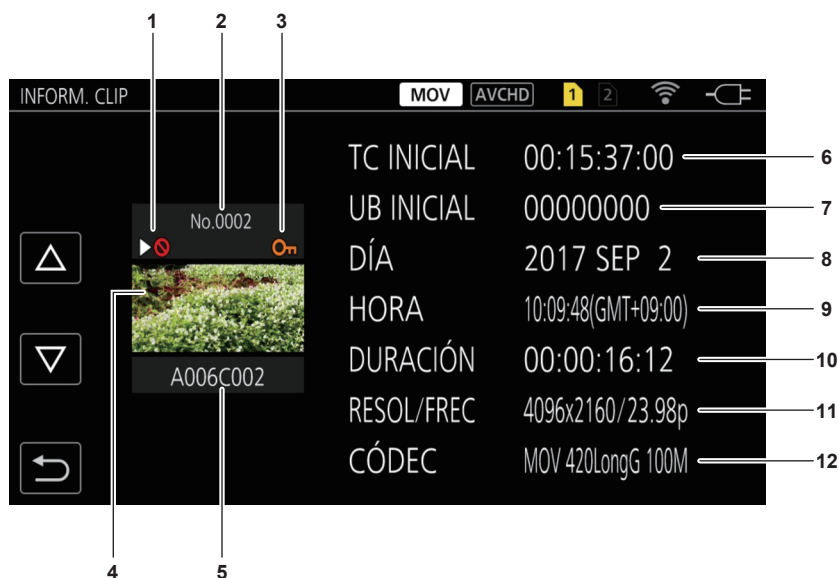 1 2 3
INFORM. CLIP MOV AVCHD 1 2
TC INICIAL 00:15:37:00 6
UB INICIAL 00000000 7
No.0002
DÍA 2017 SEP 2 8
HORA 10:09:48(GMT+09:00) 9
DURACIÓN 00:00:16:12 10
A006C002
RESOL/FREC 4096x2160/23.98p 11
CÓDEC MOV 420LongG 100M 12
4 5